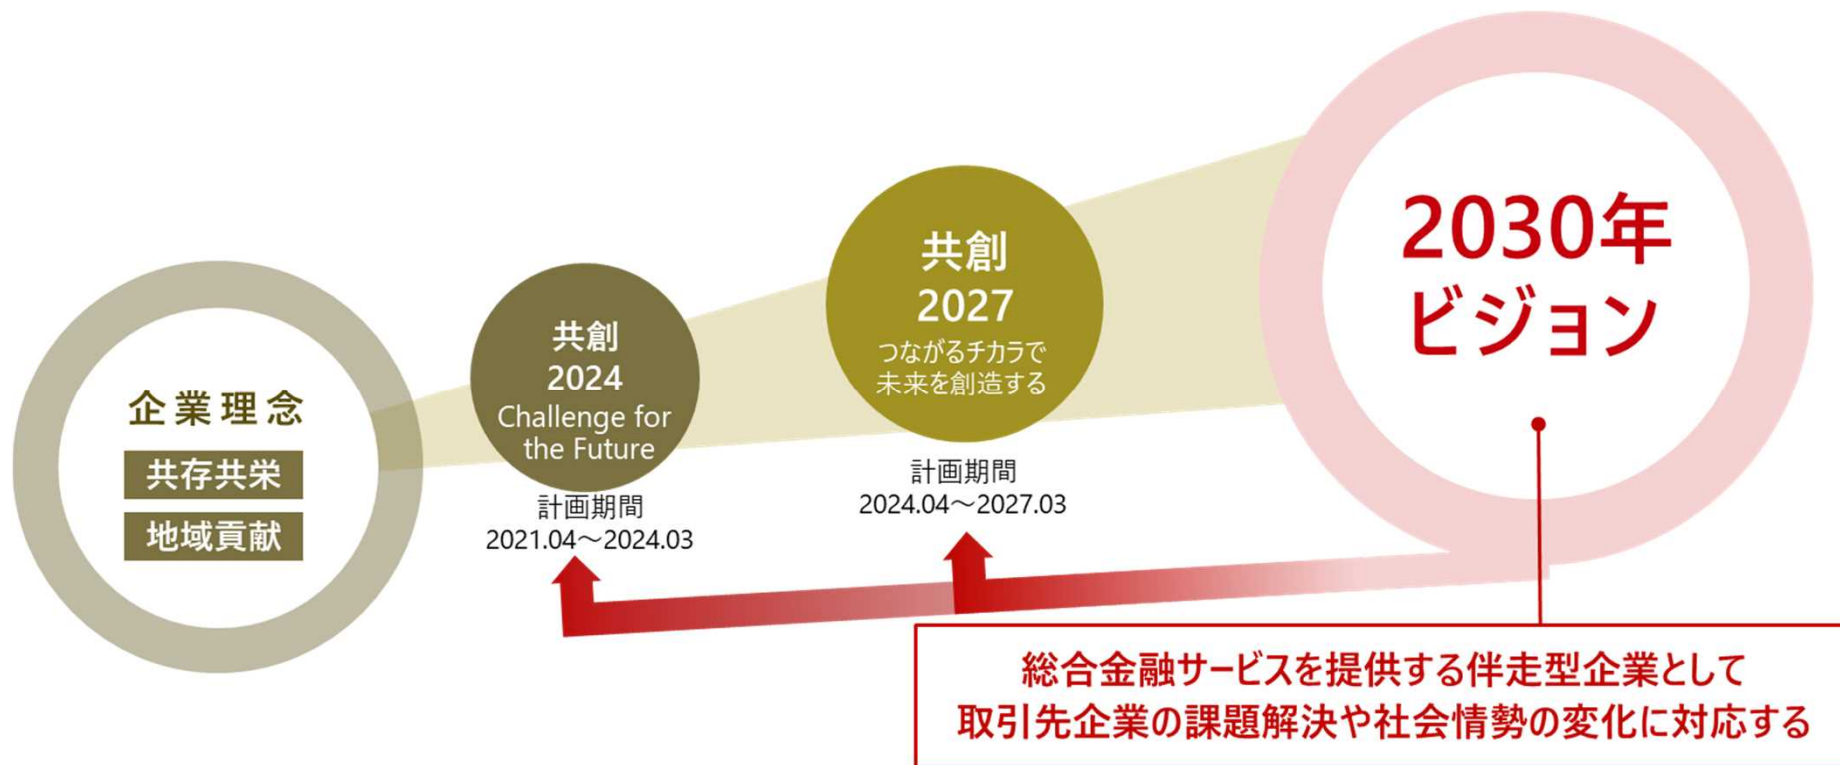 企業理念
共存共栄
地域貢献
共創
2024
Challenge for
the Future
計画期間
2021.04～2024.03
共創
2027
つながるチカラで
未来を創造する
計画期間
2024.04～2027.03
2030年
ビジョン
総合金融サービスを提供する伴走型企業として
取引先企業の課題解決や社会情勢の変化に対応する